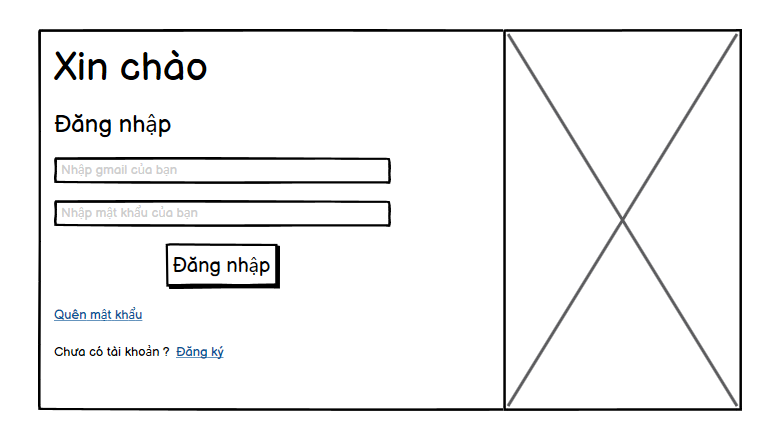 Xin chào
Đăng nhập
Nhập gmail của bạn
Nhập mật khẩu của bạn
Đăng nhập
Quên mật khẩu
Chưa có tài khoản ? Đăng ký